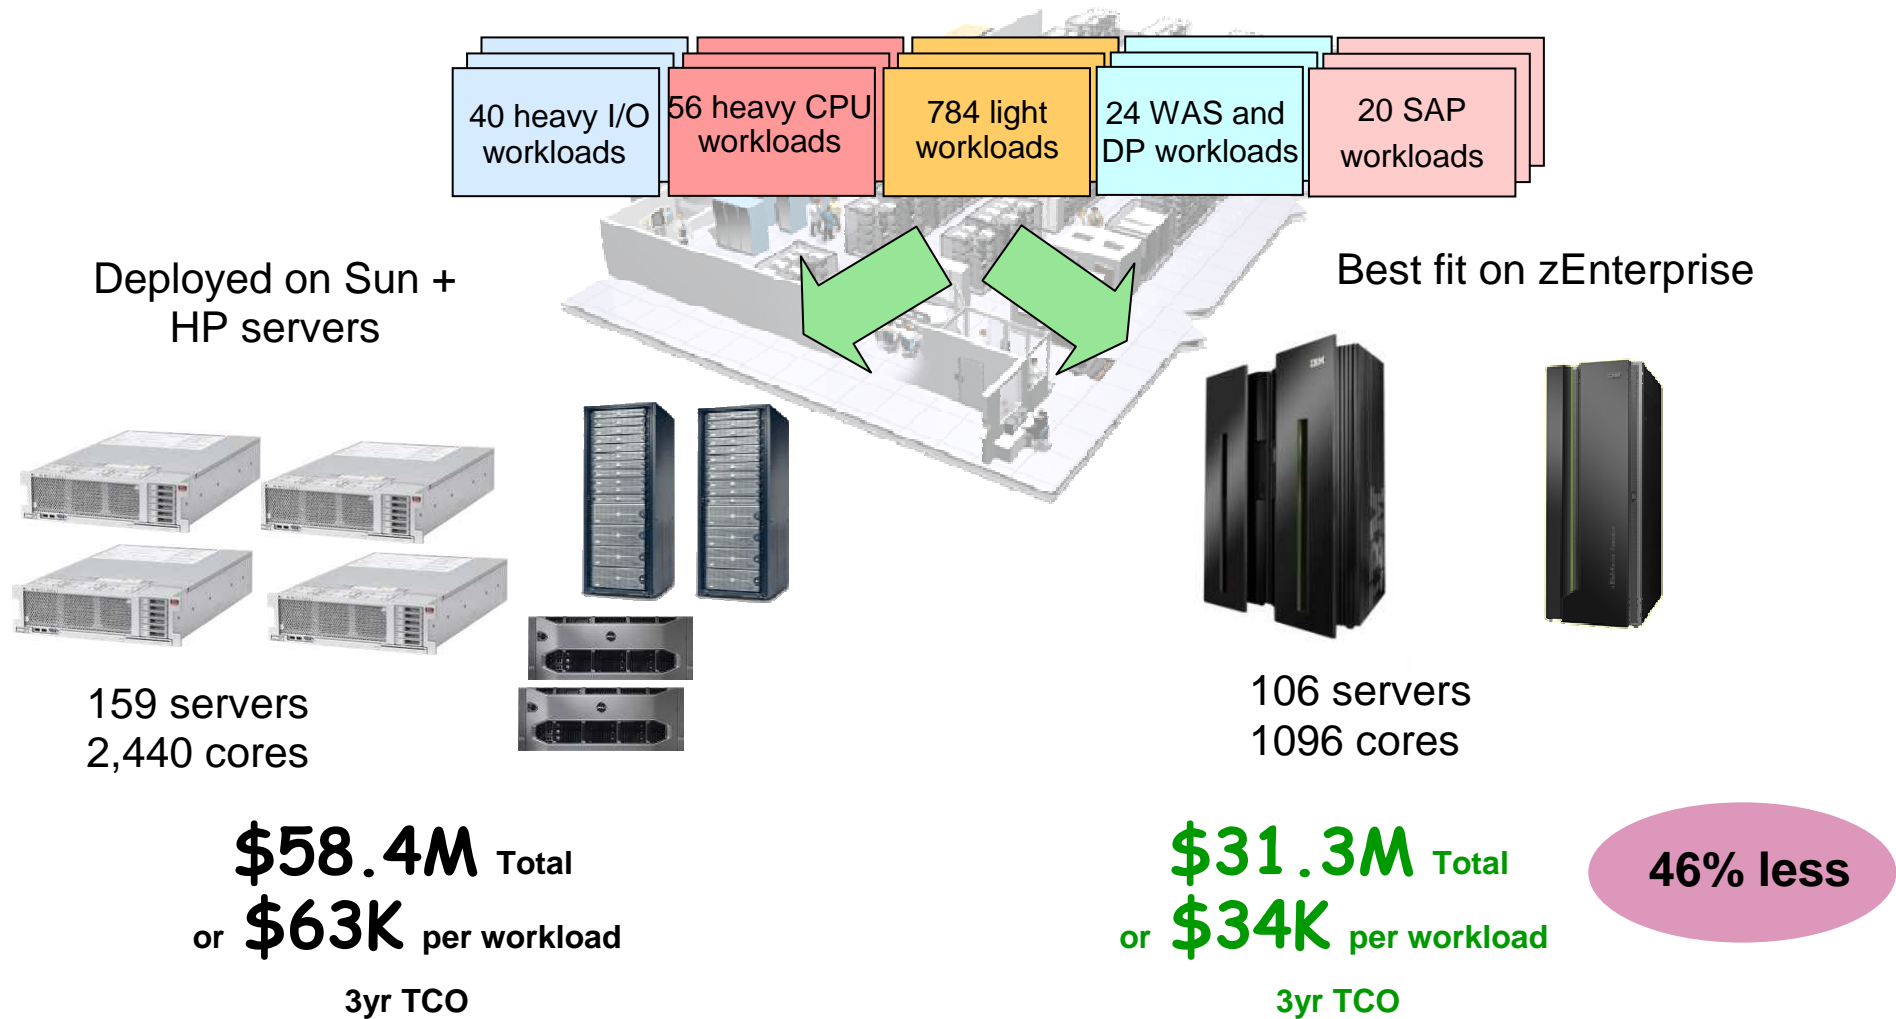 40 heavy I/O
workloads
56 heavy CPU
workloads
784 light
workloads
24 WAS and
DP workloads
20 SAP
workloads
Deployed on Sun +
HP servers
Best fit on zEnterprise
IBM
159 servers
2,440 cores
106 servers
1096 cores
$58.4M Total
or $63K per workload
3yr TCO
$31.3M Total
or $34K per workload
3yr TCO
46% less